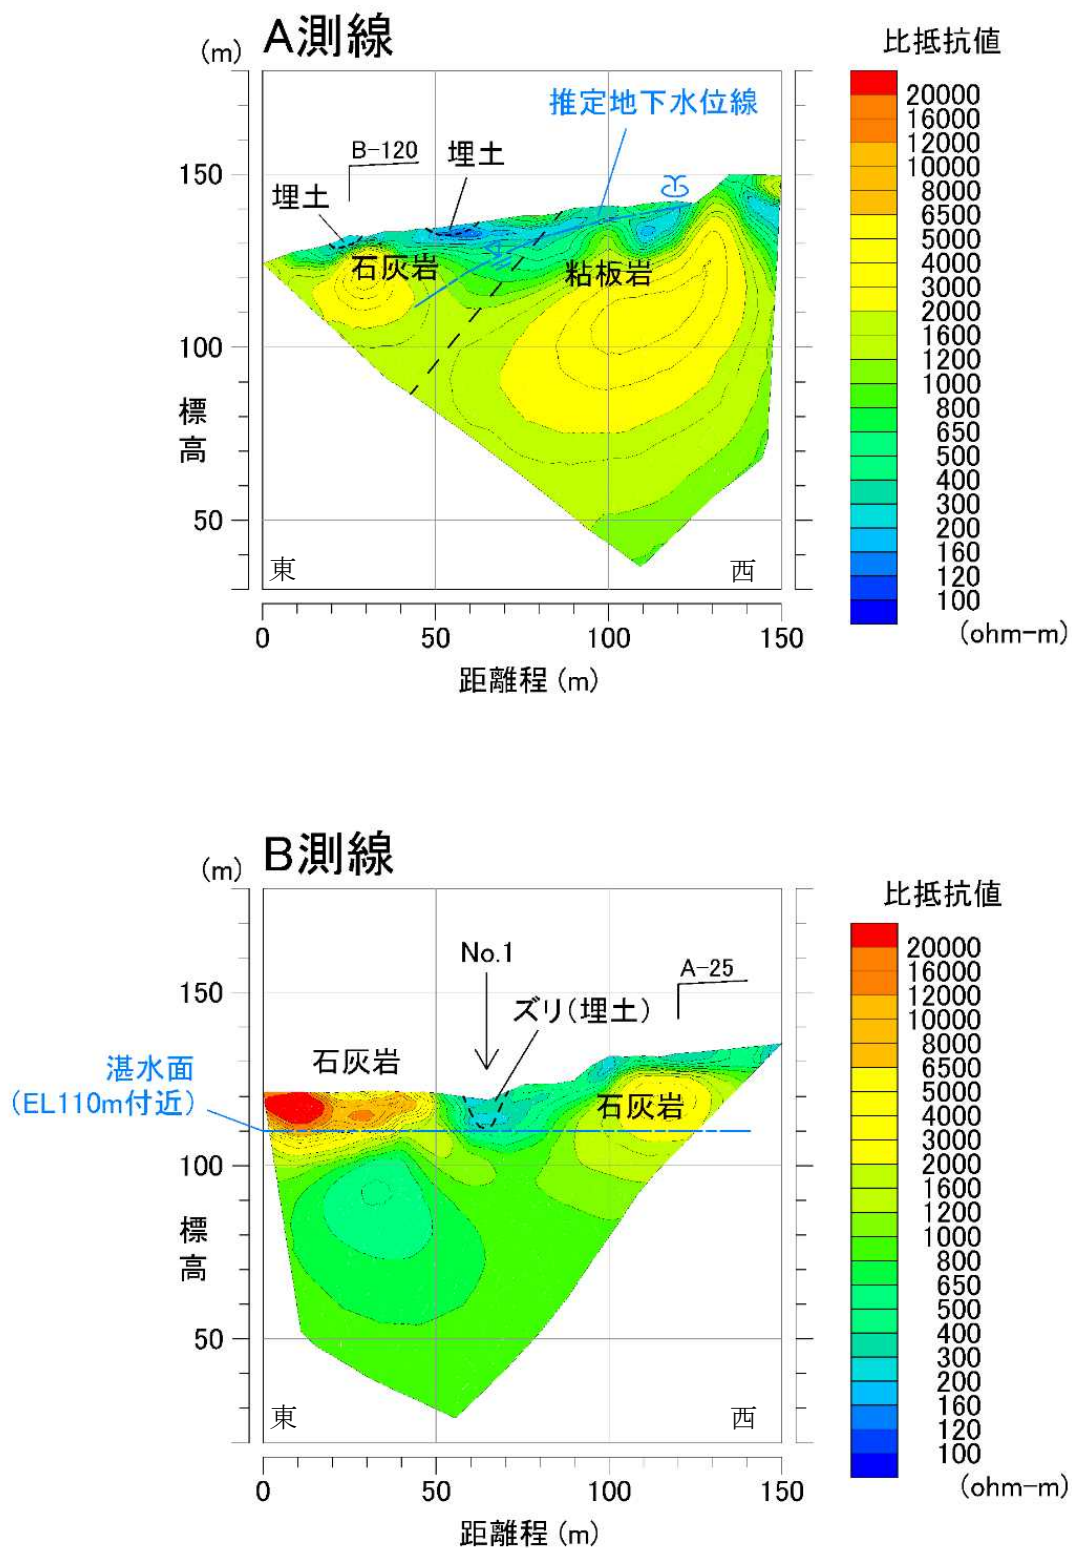 A測線
(m)
比抵抗値
推定地下水位線
B-120
埋土
埋土
石灰岩
粘板岩
150
100
50
標高
東
西
0
50
100
150
距離程(m)
20000
16000
12000
10000
8000
6500
5000
4000
3000
2000
1600
1200
1000
800
650
500
400
300
200
160
120
100
(ohm-m)
B測線
(m)
比抵抗値
No.1
A-25
ズリ(埋土)
石灰岩
石灰岩
湛水面
(EL110m付近)
150
100
50
標高
東
西
0
50
100
150
距離程(m)
20000
16000
12000
10000
8000
6500
5000
4000
3000
2000
1600
1200
1000
800
650
500
400
300
200
160
120
100
(ohm-m)